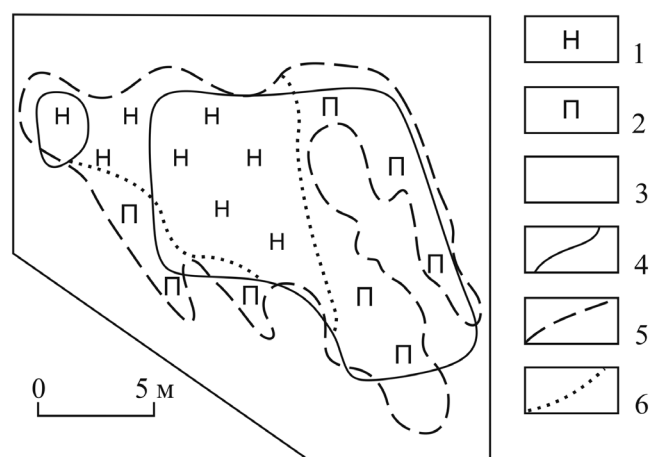 Н 1
П 2
3
4
5
6
Н Н Н П
Н Н Н П
П Н
Н П
П П П
П
0 5 м